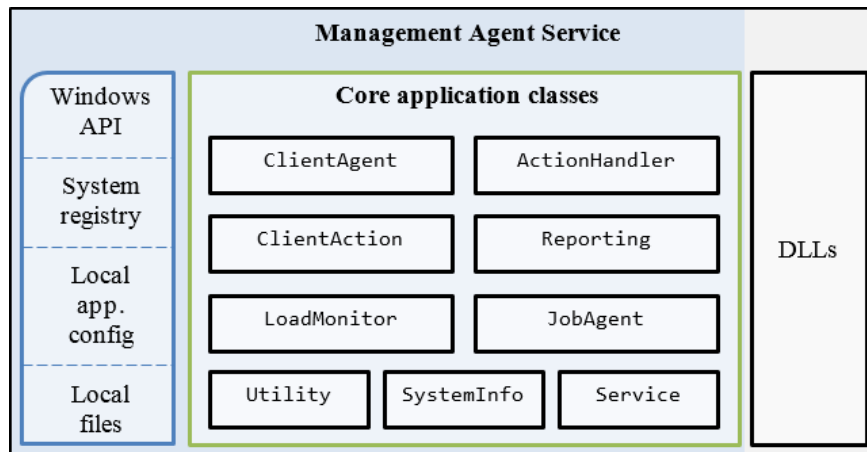 Management Agent Service
Windows
API
System
registry
Local
app.
config
Local
files
Core application classes
ClientAgent
ActionHandler
ClientAction
Reporting
LoadMonitor
JobAgent
Utility
SystemInfo
Service
DLLs